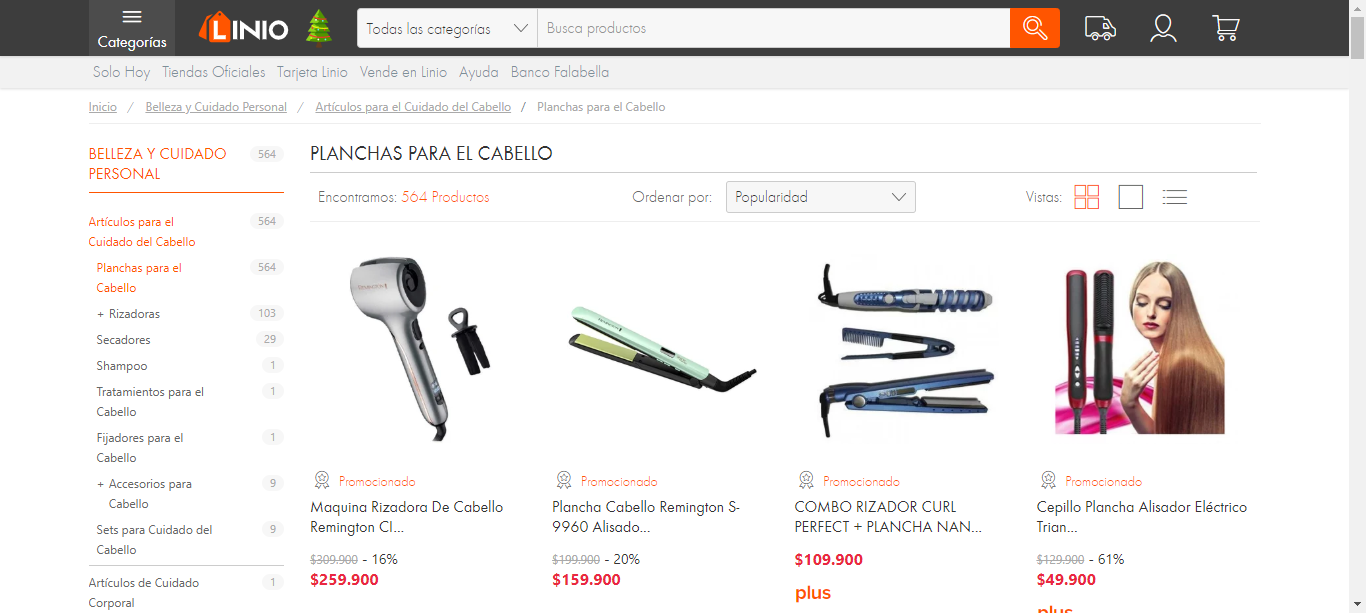 Categorías
LINIO
Todas las categorías
Busca productos
Solo Hoy Tiendas Oficiales Tarjeta Linio Vende en Linio Ayuda Banco Falabella
Inicio / Belleza y Cuidado Personal / Artículos para el Cuidado del Cabello / Planchas para el Cabello
BELLEZA Y CUIDADO 564
PERSONAL
Artículos para el 564
Cuidado del Cabello
Planchas para el 564
Cabello
+ Rizadoras 103
Secadores 29
Shampoo 1
Tratamientos para el 1
Cabello
Fijadores para el 1
Cabello
+ Accesorios para 9
Cabello
Sets para Cuidado del 9
Cabello
Artículos de Cuidado 1
Corporal
PLANCHAS PARA EL CABELLO
Encontramos: 564 Productos
Ordenar por: Popularidad
Vistas:
Promocionado
Maquina Rizadora De Cabello
Remington CI...
$309.900 - 16%
$259.900
Promocionado
Plancha Cabello Remington S-
9960 Alisado...
$199.900 - 20%
$159.900
Promocionado
COMBO RIZADOR CURL
PERFECT + PLANCHA NAN...
$109.900
plus
Promocionado
Cepillo Plancha Alisador Eléctrico
Trian...
$129.900 - 61%
$49.900
plus